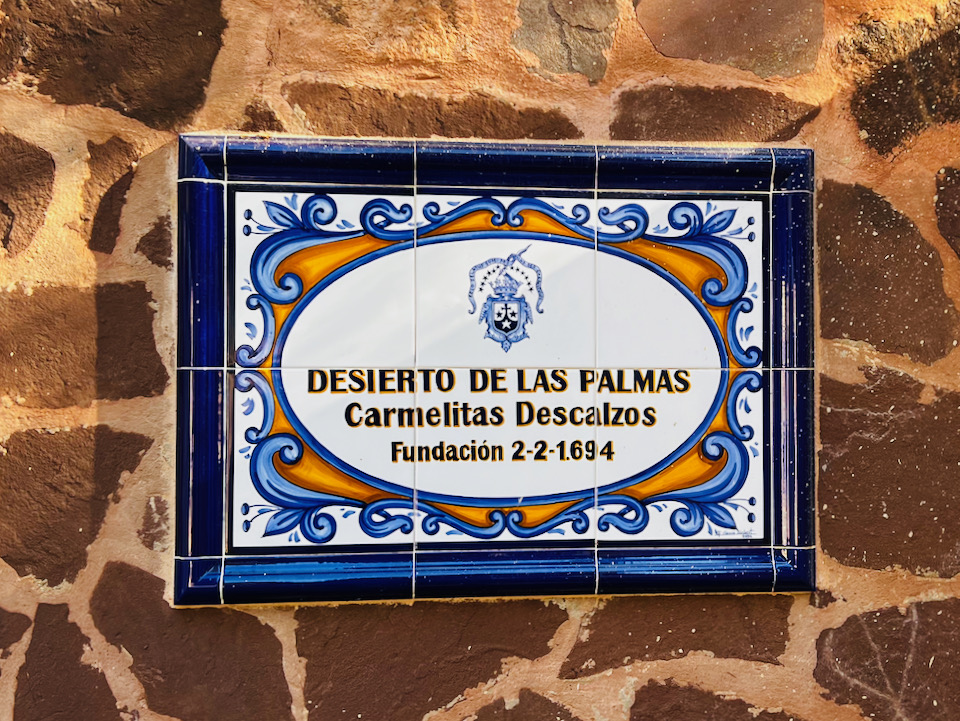 DESIERTO DE LAS PALMAS
Carmelitas Descalzos
Fundación 2-2-1.694